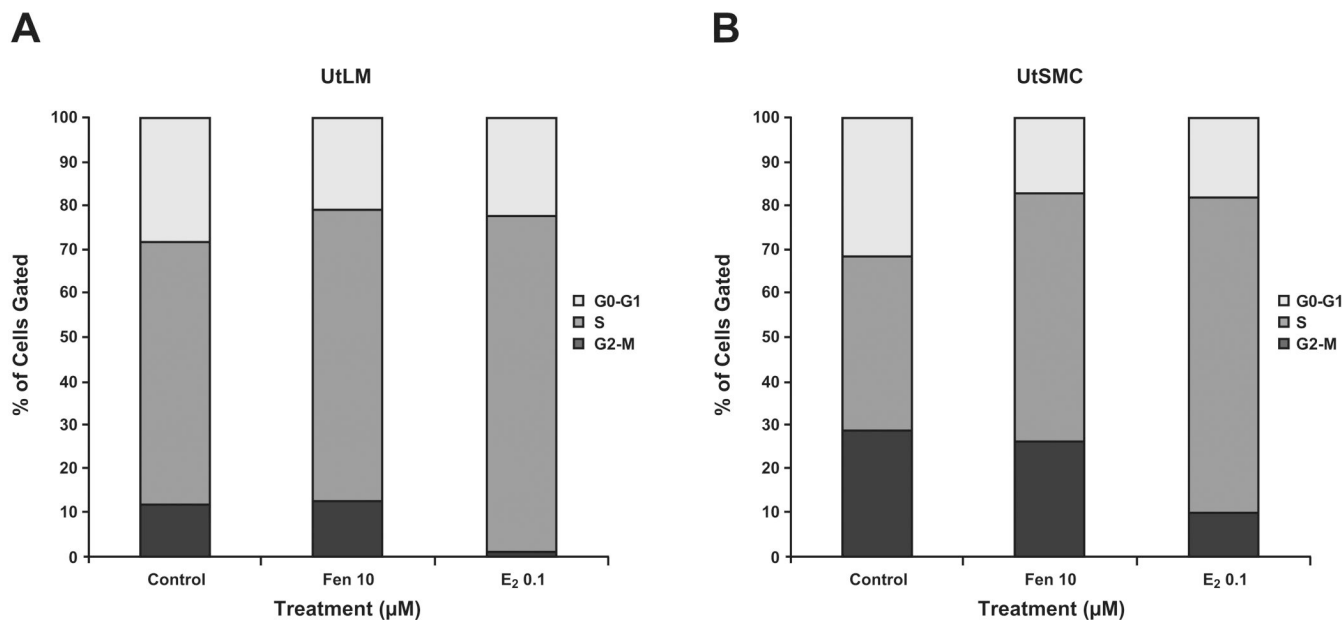 A
UtLM
% of Cells Gated
100
90
80
70
60
50
40
30
20
10
0
Control
Fen 10
E₂ 0.1
Treatment (µM)
G0-G1
S
G2-M
B
UtSMC
% of Cells Gated
100
90
80
70
60
50
40
30
20
10
0
Control
Fen 10
E₂ 0.1
Treatment (µM)
G0-G1
S
G2-M